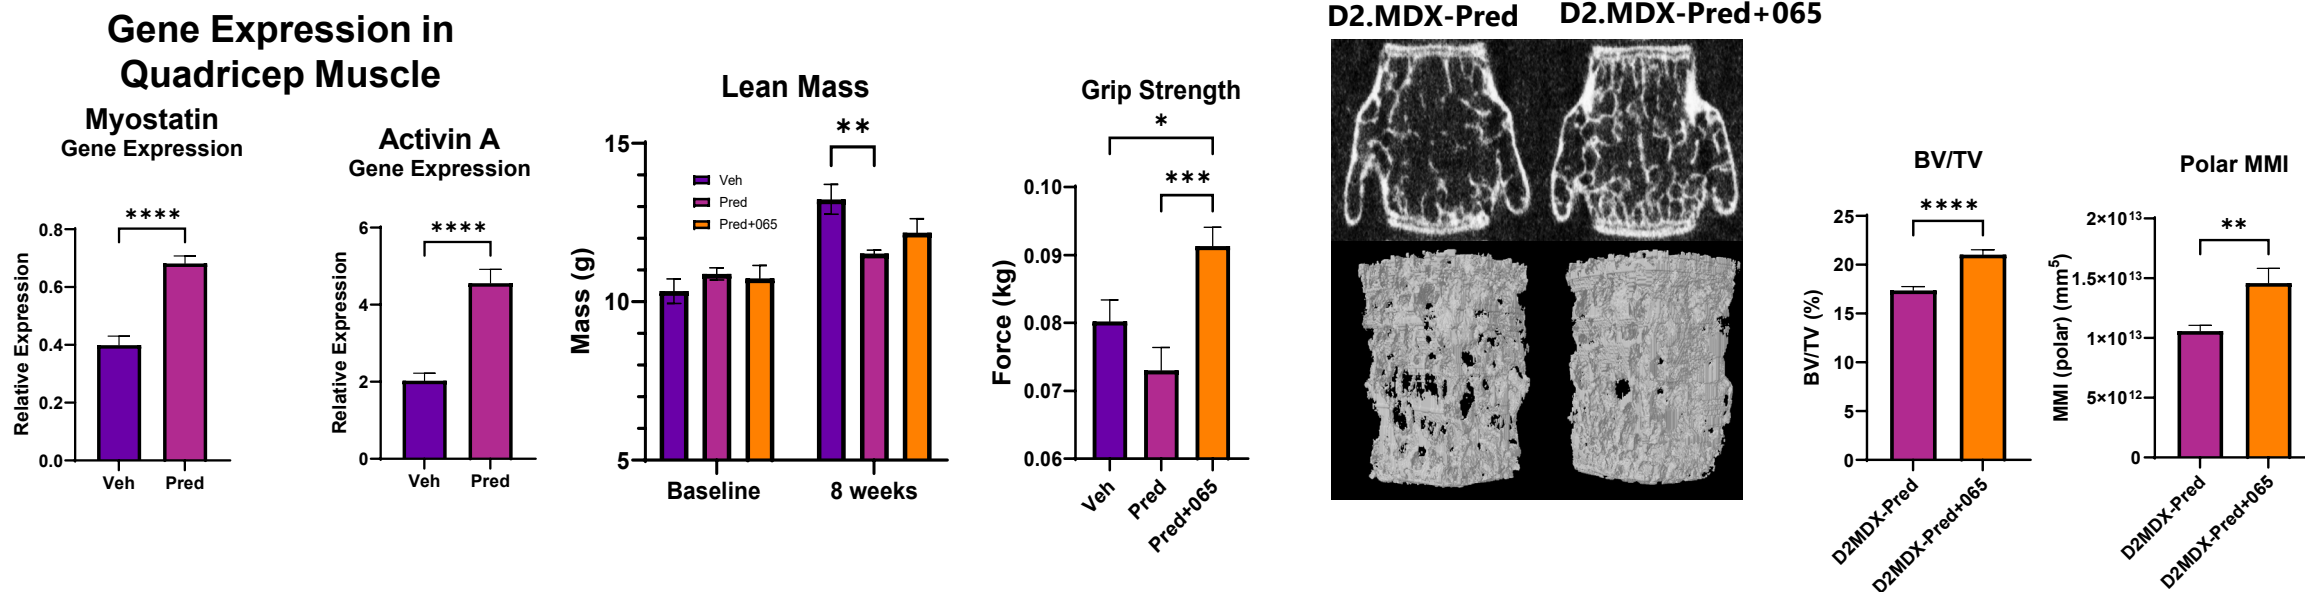 Gene Expression in
Quadricep Muscle
Myostatin
Gene Expression
****
Relative Expression
0.8
0.6
0.4
0.2
0.0
Veh
Pred
Activin A
Gene Expression
****
Relative Expression
6
4
2
0
Veh
Pred
Lean Mass
**
Mass (g)
15
10
5
Veh
Pred
Pred+065
Baseline
8 weeks
Grip Strength
*
***
Force (kg)
0.10
0.09
0.08
0.07
0.06
Veh
Pred
Pred+065
D2.MDX-Pred
D2.MDX-Pred+065
BV/TV
****
BV/TV (%)
25
20
15
10
5
0
D2MDX-Pred
D2MDX-Pred+065
Polar MMI
**
MMI (polar) (mm⁵)
2×10¹³
1.5×10¹³
1×10¹³
5×10¹²
0
D2MDX-Pred
D2MDX-Pred+065